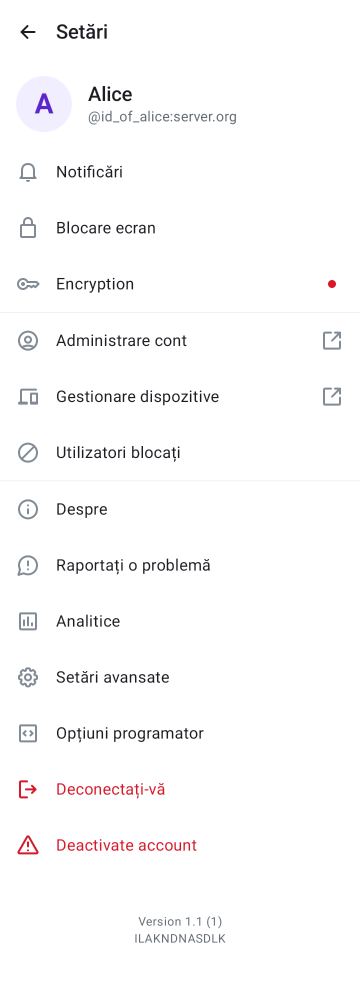 Setări
A
Alice
@id_of_alice:server.org
Notificări
Blocare ecran
Encryption
Administrare cont
Gestionare dispozitive
Utilizatori blocați
Despre
Raportați o problemă
Analitice
Setări avansate
Opțiuni programator
Deconectați-vă
Deactivate account
Version 1.1 (1)
ILAKNDNASDLK